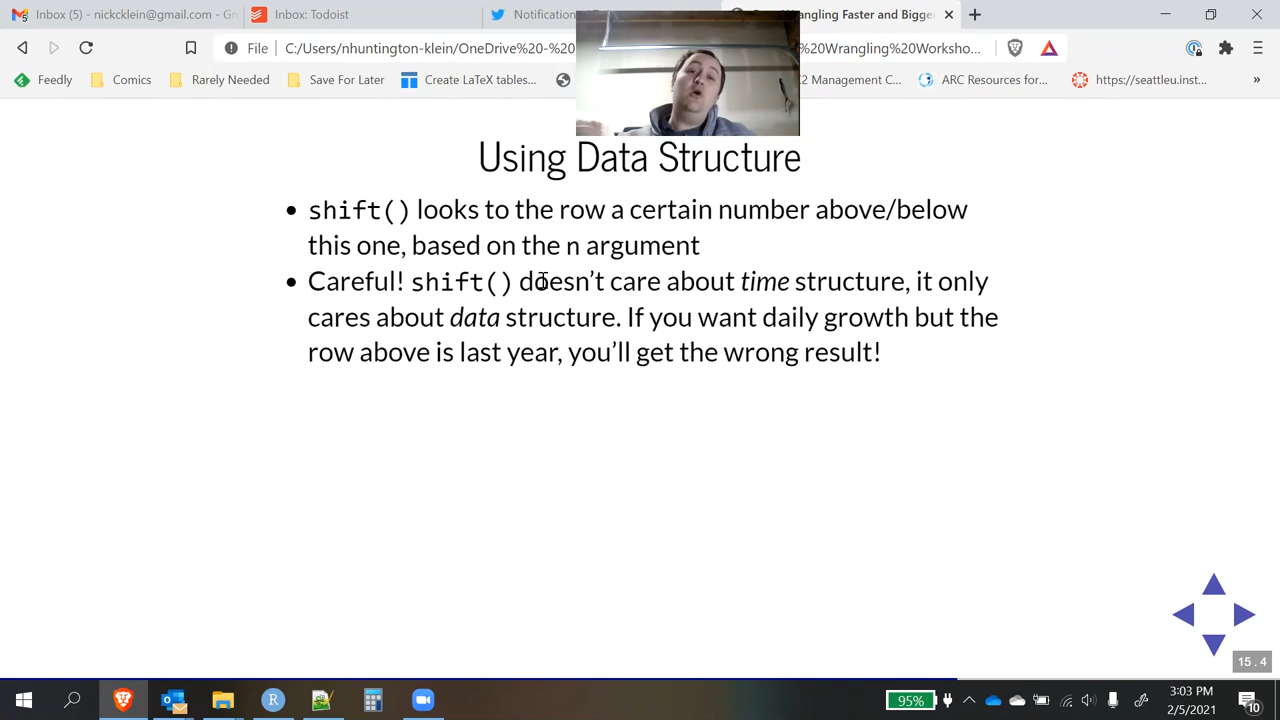 Inbox (5) - nickcklein@gmail.com - G
Inbox Todoist
Notification
Wrangling Faster and Bigge
File
C:/Users/nhuntington-klein/OneDrive%20-%20
%20Wrangling%20Worksho...
Feedly
Comics
Rarely Needed
Save For Later
Create LaTeX tables...
2 Management C...
ARC Resources for...
https://seattleu.inst...
»
Using Data Structure
• shift() looks to the row a certain number above/below
this one, based on the n argument
• Careful! shift() doesn't care about time structure, it only
cares about data structure. If you want daily growth but the
row above is last year, you'll get the wrong result!
15.4
95%
3:03 PM
2/5/2021
10